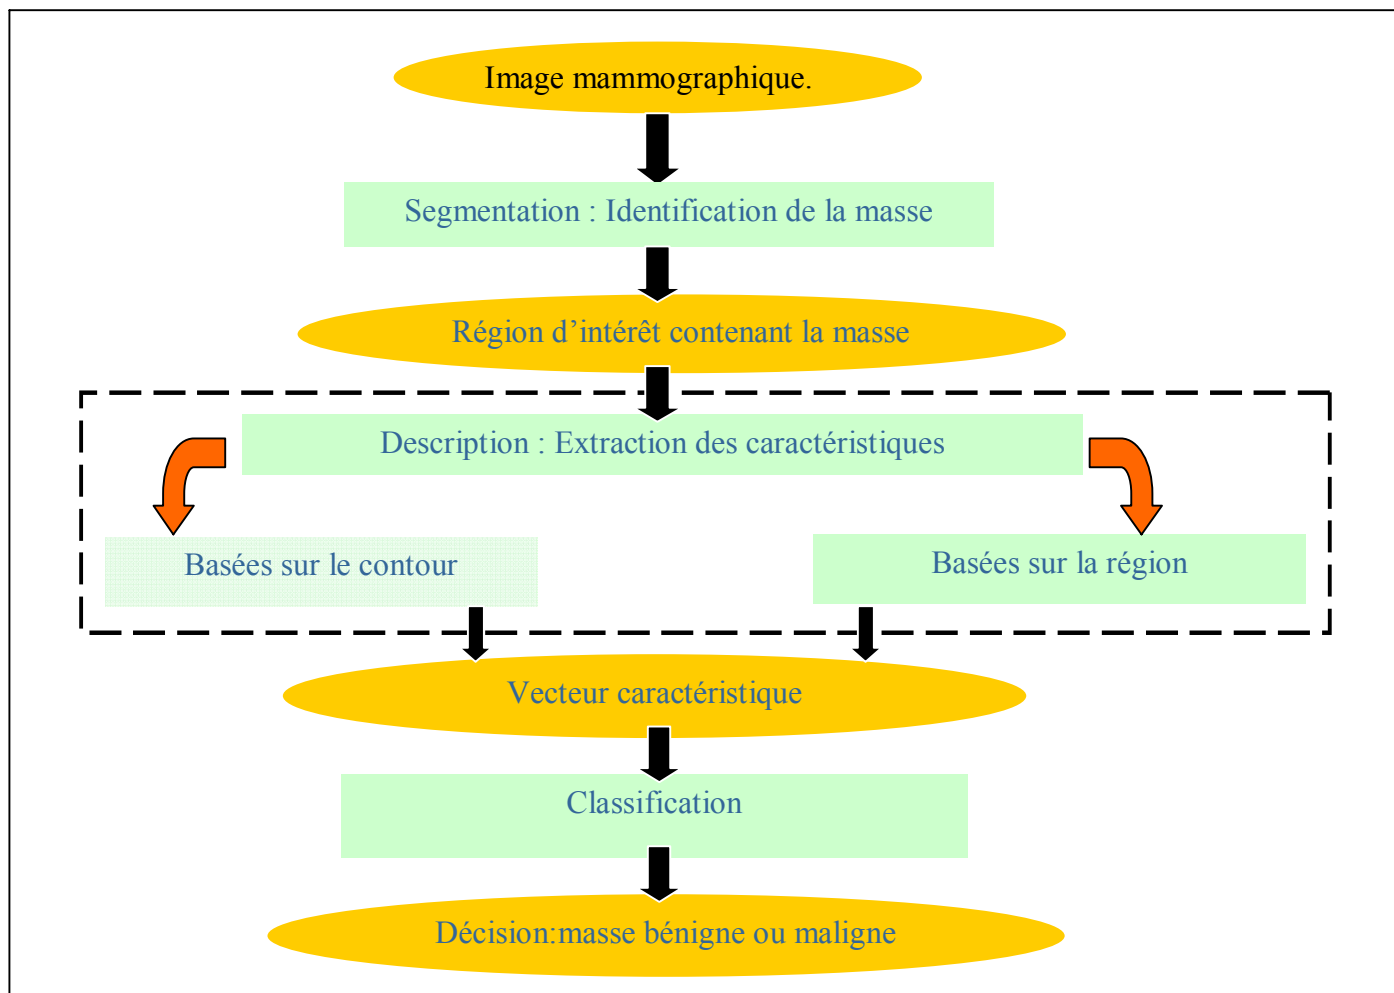 Image mammographique.
Segmentation : Identification de la masse
Région d’intérêt contenant la masse
Description : Extraction des caractéristiques
Basées sur le contour
Basées sur la région
Vecteur caractéristique
Classification
Décision:masse bénigne ou maligne